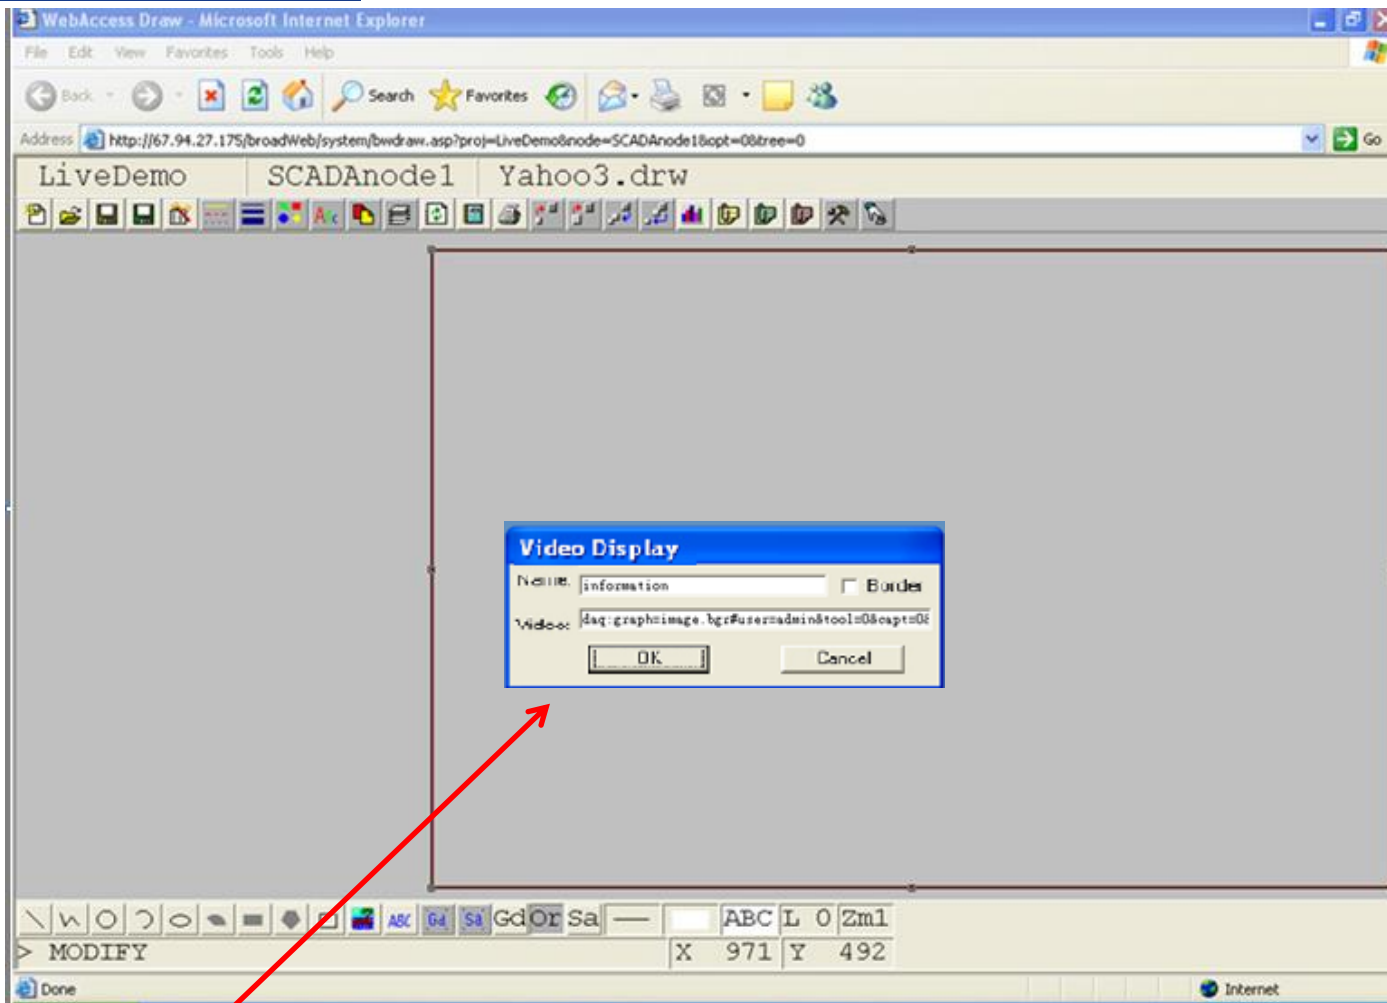 WebAccess Draw - Microsoft Internet Explorer
File Edit View Favorites Tools Help
Back Search Favorites
Address http://67.94.27.175/broadWeb/system/bwdraw.asp?proj=LiveDemo&node=SCADAnode1&opt=0&tree=0 Go
LiveDemo SCADAnode1 Yahoo3.drw
Video Display
Name: information Border
Video: daq:graph=image.bgr#user=admin&tool=0&capt=0&
OK Cancel
ABC Gd Sa Gd Or Sa ABC L 0 Zm1
> MODIFY X 971 Y 492
Done Internet